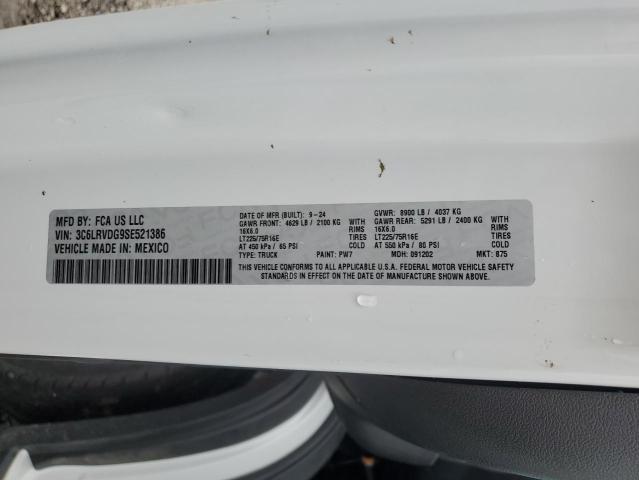 MFD BY: FCA US LLC
VIN: 3C6LRVDG9SE521386
VEHICLE MADE IN: MEXICO
DATE OF MFR (BUILT): 9-24 GVWR: 8900 LB / 4037 KG
GAWR FRONT: 4629 LB / 2100 KG WITH GAWR REAR: 5291 LB / 2400 KG WITH
16X6.0 RIMS 16X6.0 RIMS
LT225/75R16E TIRES LT225/75R16E TIRES
AT 450 kPa / 65 PSI COLD AT 550 kPa / 80 PSI COLD
TYPE: TRUCK PAINT: PW7 MDH: 091202 MKT: 875
THIS VEHICLE CONFORMS TO ALL APPLICABLE U.S.A. FEDERAL MOTOR VEHICLE SAFETY
STANDARDS IN EFFECT ON THE DATE OF MANUFACTURE SHOWN ABOVE.